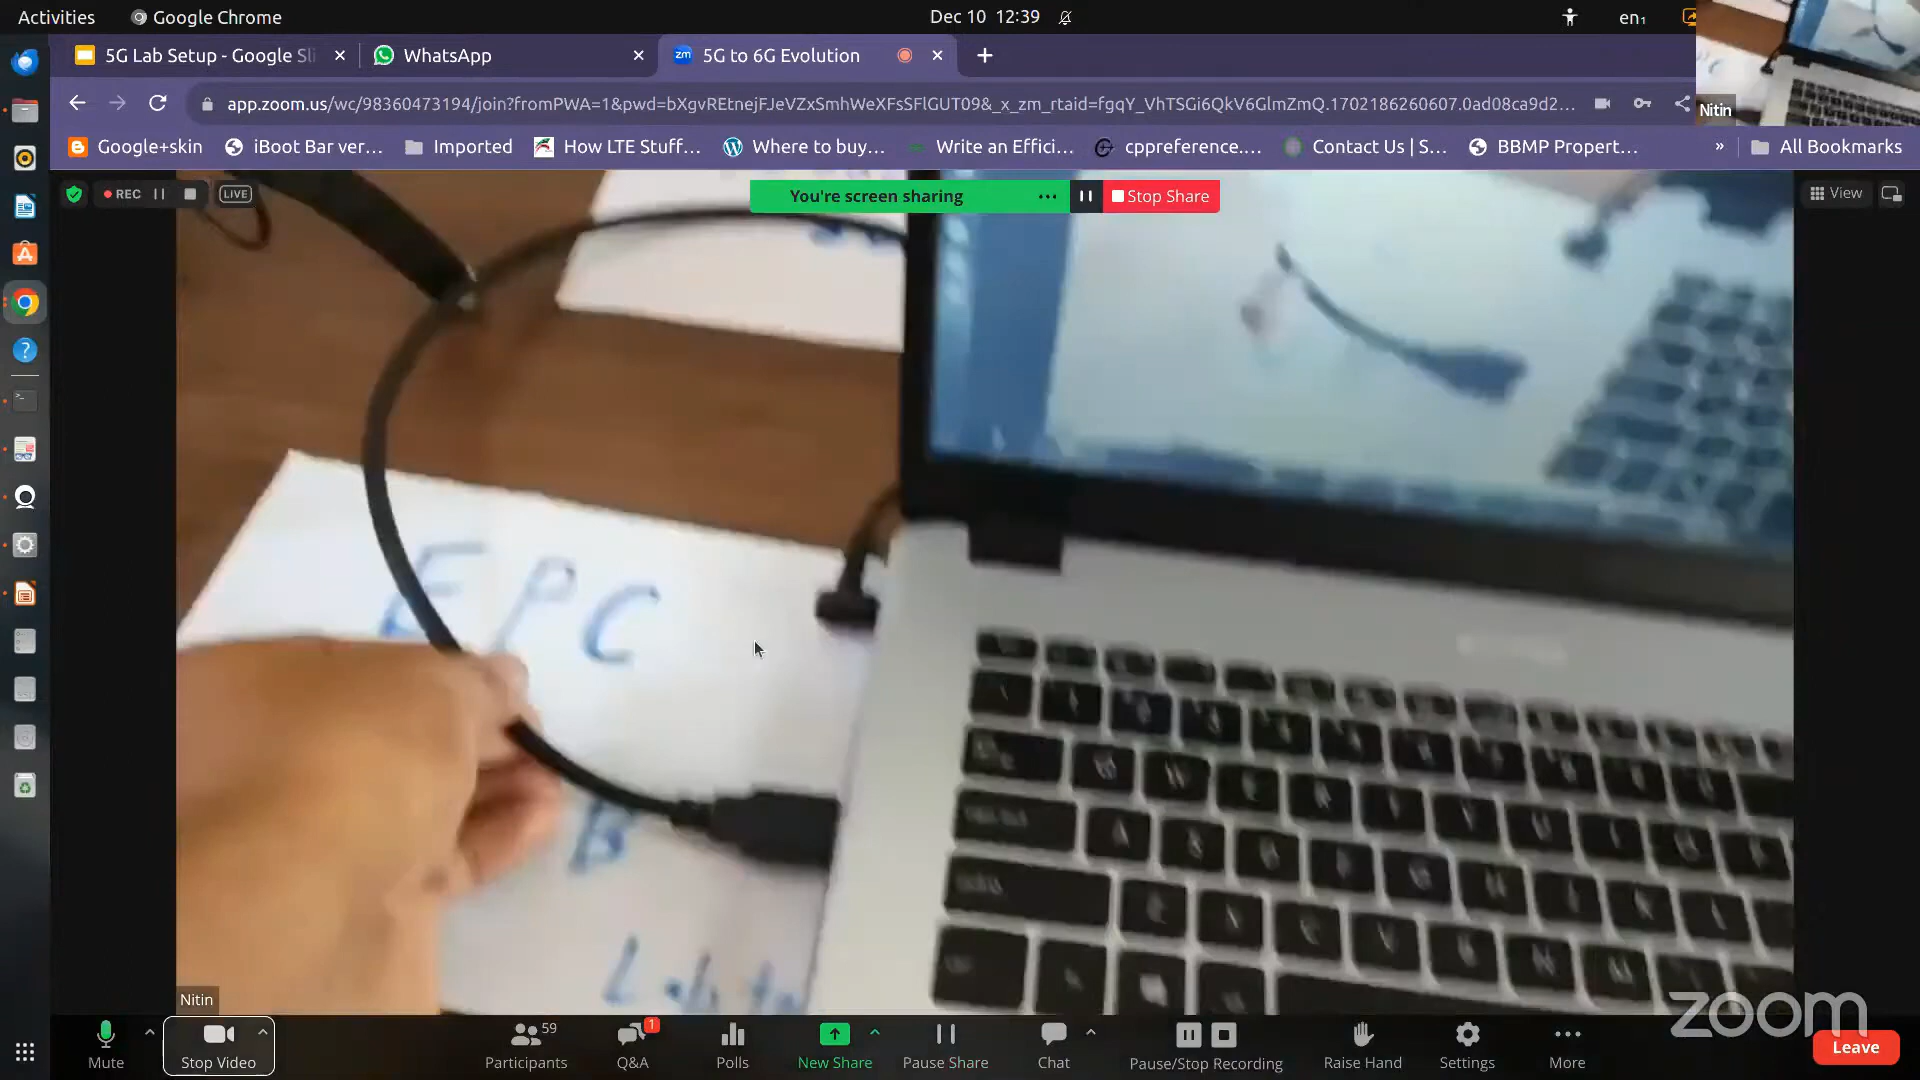 Activities
Google Chrome
Dec 10 12:39
en₁
5G Lab Setup - Google Sli
WhatsApp
zm 5G to 6G Evolution
app.zoom.us/wc/98360473194/join?fromPWA=1&pwd=bXgvREtnejFJeVZxSmhWeXFsSFlGUT09&_x_zm_rtaid=fgqY_VhTSGi6QkV6GlmZmQ.1702186260607.0ad08ca9d2...
Nitin
Google+skin
iBoot Bar ver...
Imported
How LTE Stuff...
Where to buy...
Write an Effici...
cppreference....
Contact Us | S...
BBMP Propert...
»
All Bookmarks
REC
LIVE
You're screen sharing
Stop Share
View
EPC
B
Nitin
zoom
Mute
Stop Video
Participants
59
Q&A
1
Polls
New Share
Pause Share
Chat
Pause/Stop Recording
Raise Hand
Settings
More
Leave